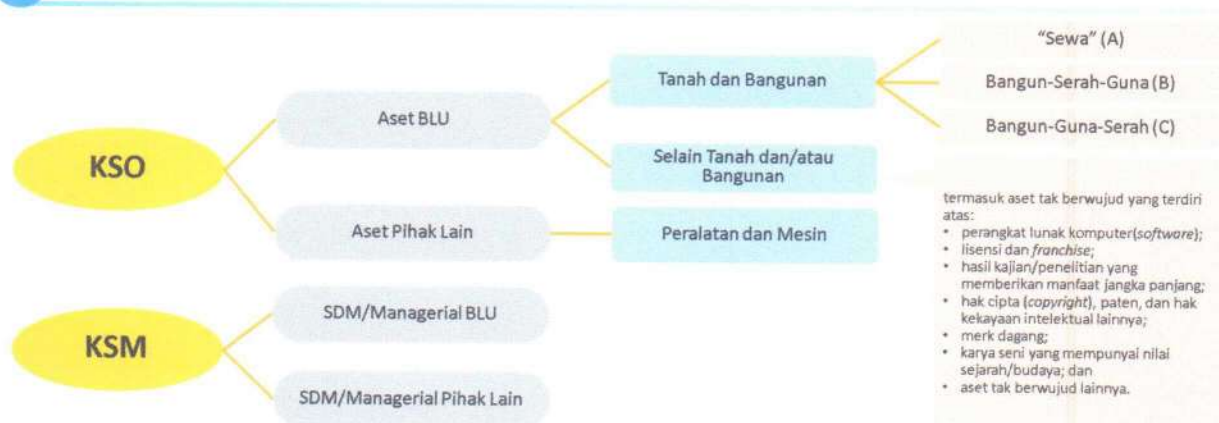 KSO
Aset BLU
Tanah dan Bangunan
"Sewa" (A)
Bangun-Serah-Guna (B)
Bangun-Guna-Serah (C)
Selain Tanah dan/atau
Bangunan
termasuk aset tak berwujud yang terdiri
atas:
• perangkat lunak komputer(software);
• lisensi dan franchise;
• hasil kajian/penelitian yang
memberikan manfaat jangka panjang;
• hak cipta (copyright), paten, dan hak
kekayaan intelektual lainnya;
• merk dagang;
• karya seni yang mempunyai nilai
sejarah/budaya; dan
• aset tak berwujud lainnya.
Aset Pihak Lain
Peralatan dan Mesin
KSM
SDM/Managerial BLU
SDM/Managerial Pihak Lain